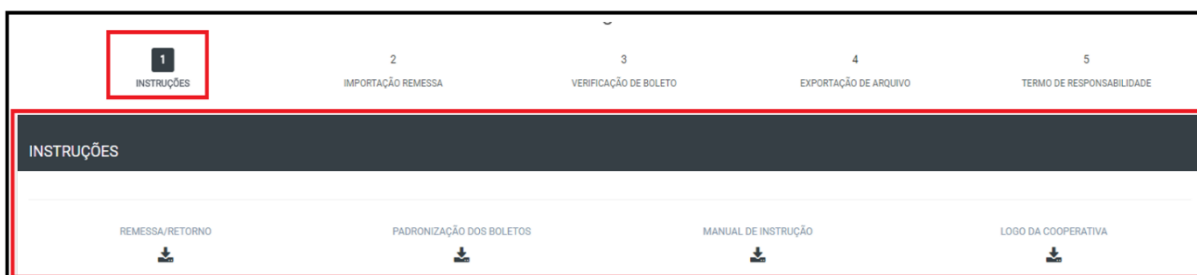 1 2 3 4 5
INSTRUÇÕES IMPORTAÇÃO REMESSA VERIFICAÇÃO DE BOLETO EXPORTAÇÃO DE ARQUIVO TERMO DE RESPONSABILIDADE
INSTRUÇÕES
REMESSA/RETORNO PADRONIZAÇÃO DOS BOLETOS MANUAL DE INSTRUÇÃO LOGO DA COOPERATIVA